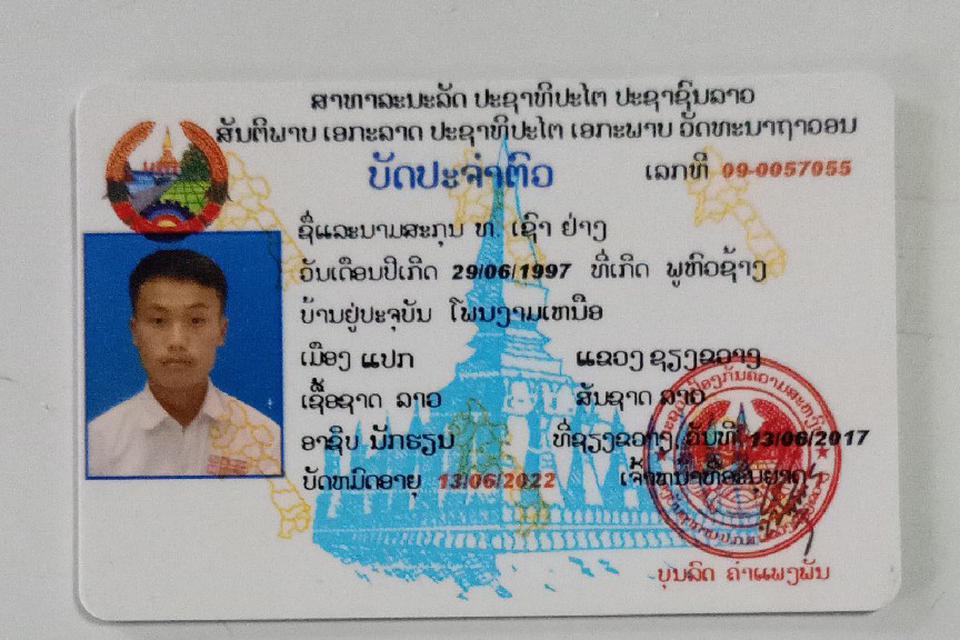 ສາທາລະນະລັດ ປະຊາທິປະໄຕ ປະຊາຊົນລາວ
ສັນຕິພາບ ເອກະລາດ ປະຊາທິປະໄຕ ເອກະພາບ ວັດທະນາຖາວອນ
ບັດປະຈຳຕົວ ເລກທີ 09-0057055
ຊື່ແລະນາມສະກຸນ ທ. ເຊົາ ຢ່າງ
ວັນເດືອນປີເກີດ 29/06/1997 ທີ່ເກີດ ພູຫົວຊ້າງ
ບ້ານຢູ່ປະຈຸບັນ ໂພນງາມເຫນືອ
ເມືອງ ແປກ ແຂວງ ຊຽງຂວາງ
ເຊື້ອຊາດ ລາວ ສັນຊາດ ລາວ
ອາຊິບ ນັກຮຽນ ທີ່ຊຽງຂວາງ, ວັນທີ 13/06/2017
ບັດຫມົດອາຍຸ 13/06/2022 ເຈົ້າຫນ້າທີ່ອະນຸຍາດ
ບຸນລົດ ຄຳແພງພັນ